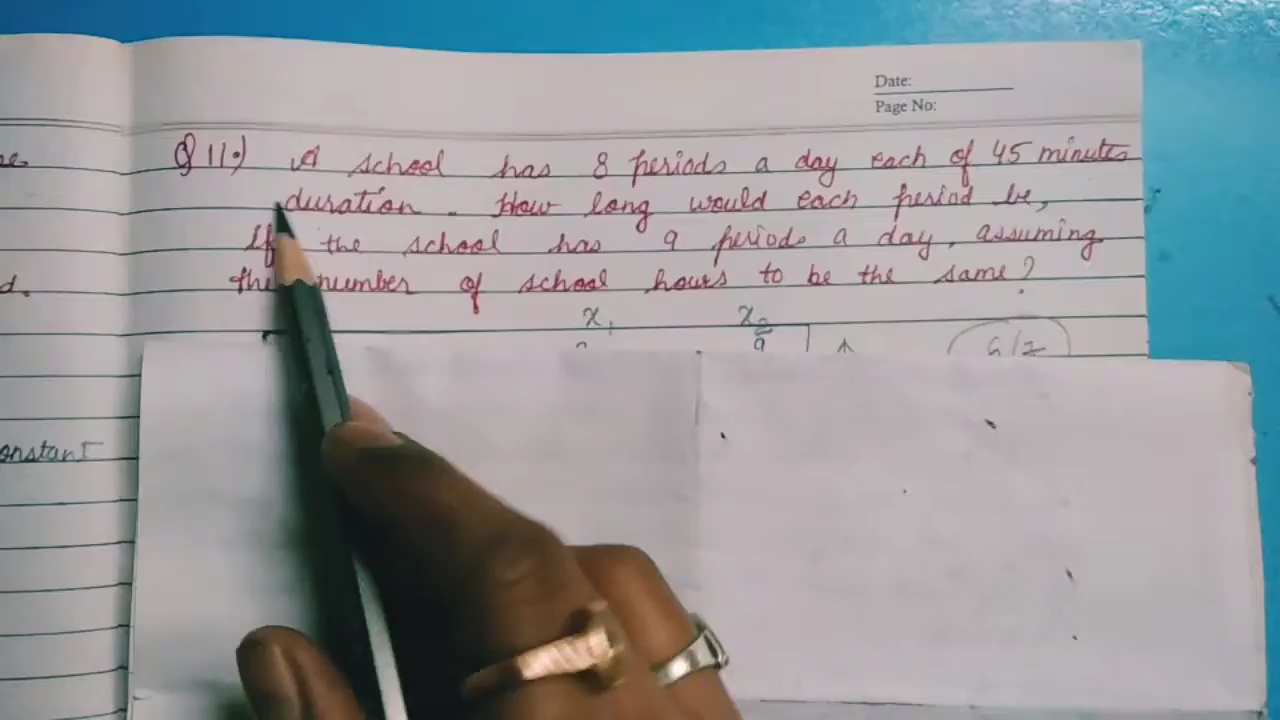 Date:
Page No:
Q 11.) A school has 8 periods a day each of 45 minutes
duration. How long would each period be,
If the school has 9 periods a day, assuming
the number of school hours to be the same?
x₁ x₂
9
onstant